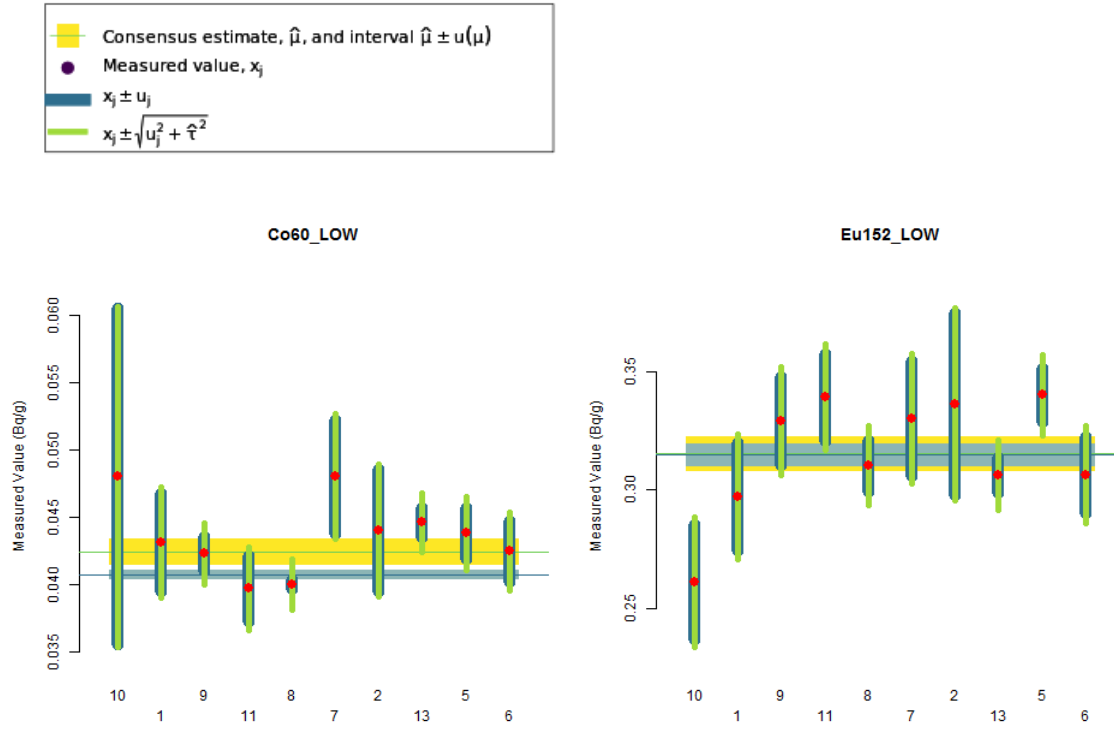 Consensus estimate, μ̂, and interval μ̂ ± u(μ)
Measured value, xⱼ
xⱼ ± uⱼ
xⱼ ± √(uⱼ² + τ̂²)
Co60_LOW
Measured Value (Bq/g)
0.060
0.055
0.050
0.045
0.040
0.035
10 9 8 2 5
1 11 7 13 6
Eu152_LOW
Measured Value (Bq/g)
0.35
0.30
0.25
10 9 8 2 5
1 11 7 13 6